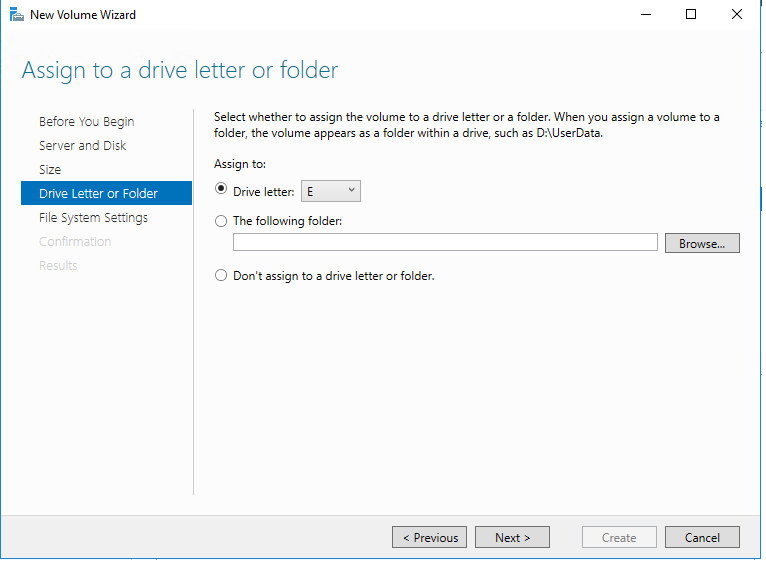 New Volume Wizard
Assign to a drive letter or folder
Before You Begin
Server and Disk
Size
Drive Letter or Folder
File System Settings
Confirmation
Results
Select whether to assign the volume to a drive letter or a folder. When you assign a volume to a
folder, the volume appears as a folder within a drive, such as D:\UserData.
Assign to:
Drive letter: E
The following folder:
Browse...
Don't assign to a drive letter or folder.
< Previous Next > Create Cancel